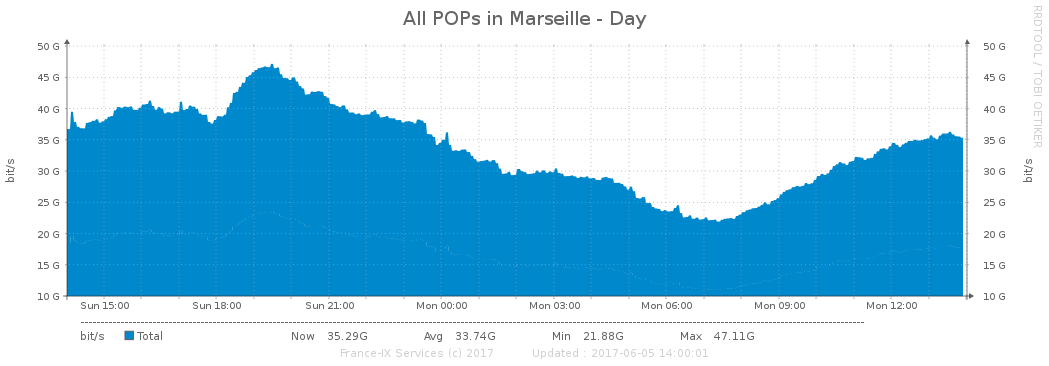 All POPs in Marseille - Day
RRDTOOL / TOBI OETIKER
50 G 50 G
45 G 45 G
40 G 40 G
35 G 35 G
30 G 30 G
25 G 25 G
20 G 20 G
15 G 15 G
10 G 10 G
bit/s
bit/s
Sun 15:00 Sun 18:00 Sun 21:00 Mon 00:00 Mon 03:00 Mon 06:00 Mon 09:00 Mon 12:00
bit/s Total Now 35.29G Avg 33.74G Min 21.88G Max 47.11G
France-IX Services (c) 2017 Updated : 2017-06-05 14:00:01